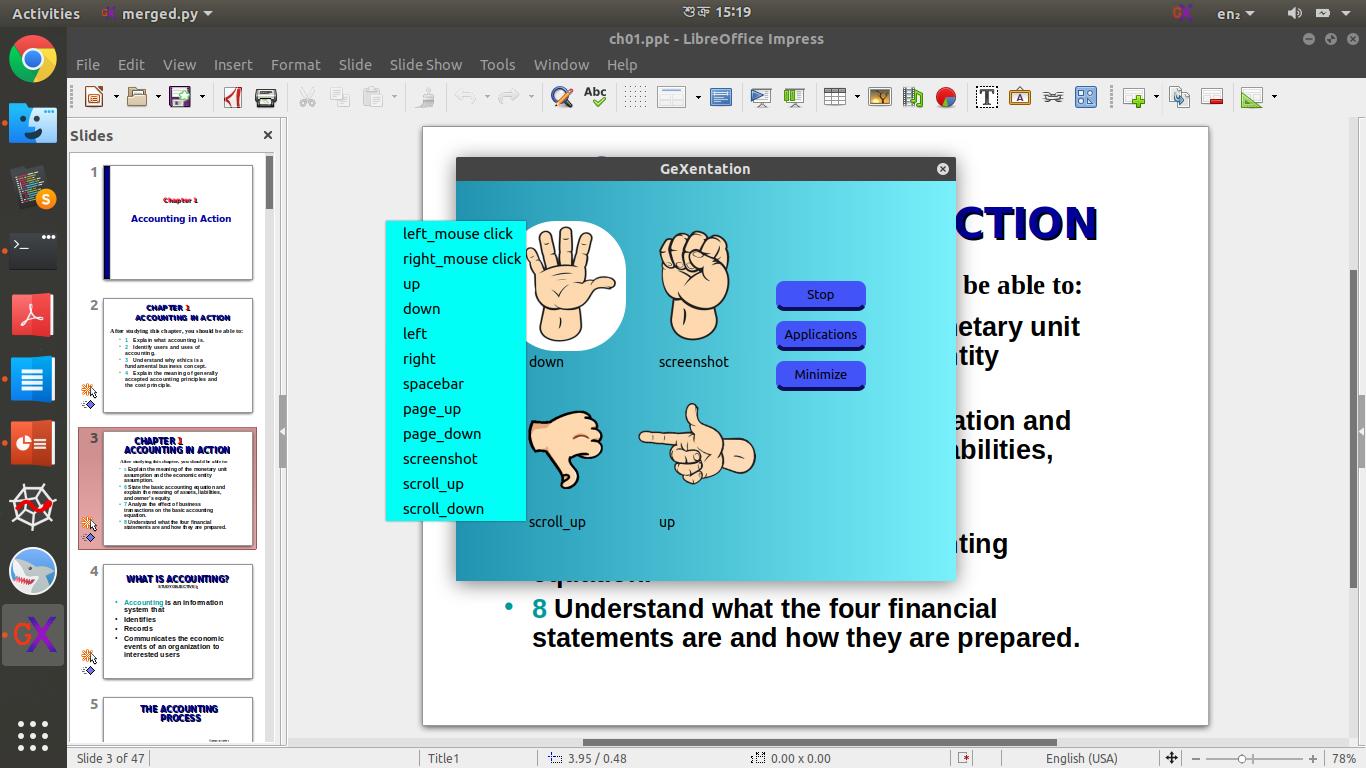 Activities
merged.py
শুক্র 15:19
en₂
ch01.ppt - LibreOffice Impress
File Edit View Insert Format Slide Slide Show Tools Window Help
Abc
Slides
1
Chapter 1
Accounting in Action
2
CHAPTER 1
ACCOUNTING IN ACTION
After studying this chapter, you should be able to:
1 Explain what accounting is.
2 Identify users and uses of
accounting.
3 Understand why ethics is a
fundamental business concept.
4 Explain the meaning of generally
accepted accounting principles and
the cost principle.
3
CHAPTER 1
ACCOUNTING IN ACTION
After studying this chapter, you should be able to:
5 Explain the meaning of the monetary unit
assumption and the economic entity
assumption.
6 State the basic accounting equation and
explain the meaning of assets, liabilities,
and owner's equity.
7 Analyze the effect of business
transactions on the basic accounting
equation.
8 Understand what the four financial
statements are and how they are prepared.
4
WHAT IS ACCOUNTING?
Accounting is an information
system that
Identifies
Records
Communicates the economic
events of an organization to
interested users
5
THE ACCOUNTING
PROCESS
GeXentation
left_mouse click
right_mouse click
up
down
left
right
spacebar
page_up
page_down
screenshot
scroll_up
scroll_down
down
screenshot
scroll_up
up
Stop
Applications
Minimize
CTION
be able to:
etary unit
tity
ation and
abilities,
ting
8 Understand what the four financial
statements are and how they are prepared.
GX
Slide 3 of 47
Title1
3.95 / 0.48
0.00 x 0.00
English (USA)
78%